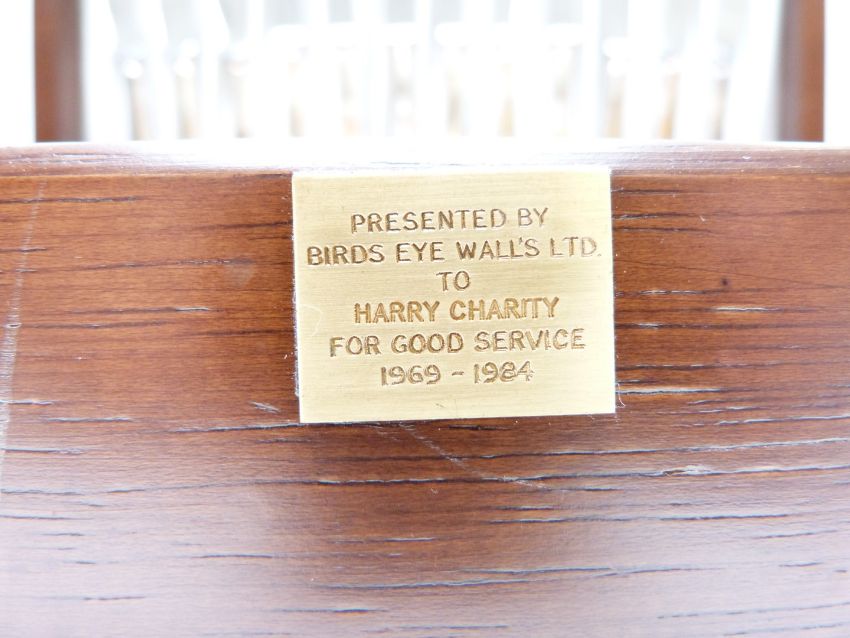 PRESENTED BY
BIRDS EYE WALL'S LTD.
TO
HARRY CHARITY
FOR GOOD SERVICE
1969 - 1984